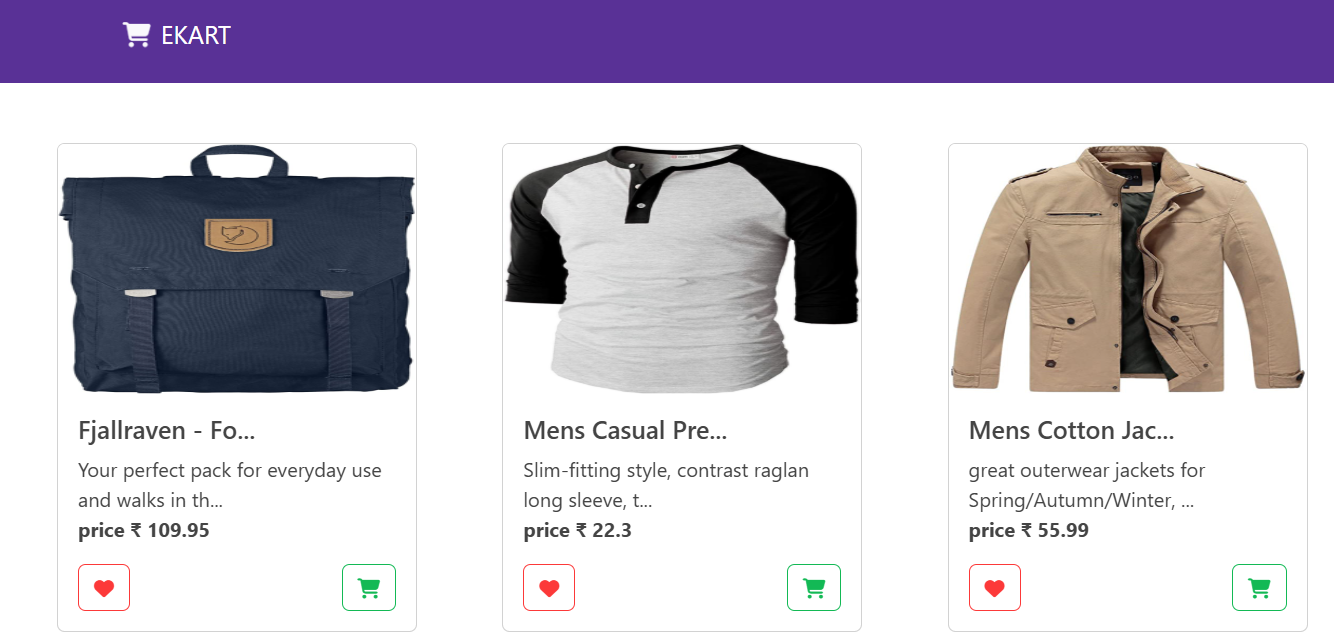 EKART
Fjallraven - Fo...
Your perfect pack for everyday use
and walks in th...
price ₹ 109.95
Mens Casual Pre...
Slim-fitting style, contrast raglan
long sleeve, t...
price ₹ 22.3
Mens Cotton Jac...
great outerwear jackets for
Spring/Autumn/Winter, ...
price ₹ 55.99